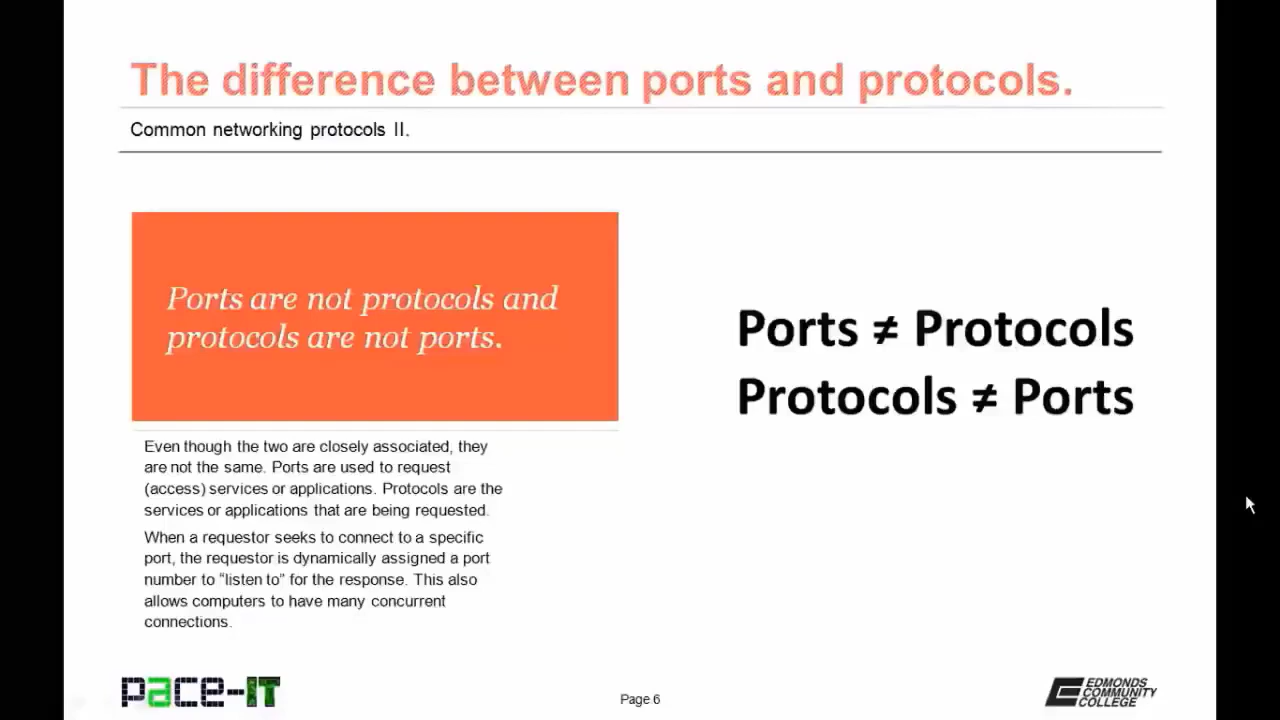 The difference between ports and protocols.
Common networking protocols II.
Ports are not protocols and
protocols are not ports.
Ports ≠ Protocols
Protocols ≠ Ports
Even though the two are closely associated, they
are not the same. Ports are used to request
(access) services or applications. Protocols are the
services or applications that are being requested.
When a requestor seeks to connect to a specific
port, the requestor is dynamically assigned a port
number to “listen to” for the response. This also
allows computers to have many concurrent
connections.
pace-IT
Page 6
EDMONDS
COMMUNITY
COLLEGE